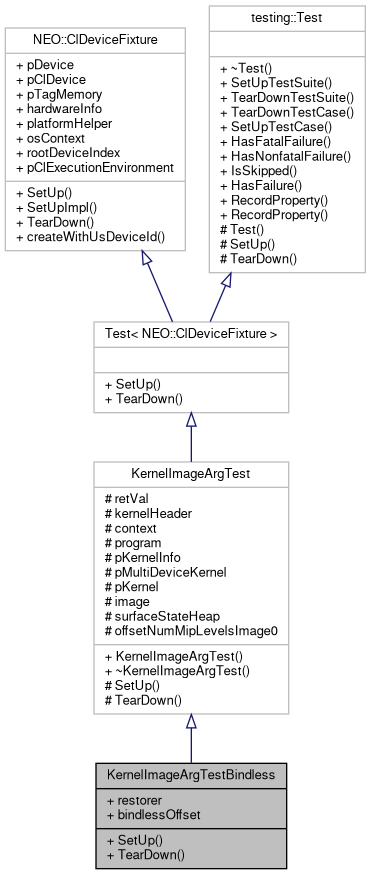 NEO::ClDeviceFixture
+ pDevice
+ pClDevice
+ pTagMemory
+ hardwareInfo
+ platformHelper
+ osContext
+ rootDeviceIndex
+ pClExecutionEnvironment
+ SetUp()
+ SetUpImpl()
+ TearDown()
+ createWithUsDeviceId()
testing::Test
+ ~Test()
+ SetUpTestSuite()
+ TearDownTestSuite()
+ TearDownTestCase()
+ SetUpTestCase()
+ HasFatalFailure()
+ HasNonfatalFailure()
+ IsSkipped()
+ HasFailure()
+ RecordProperty()
+ RecordProperty()
# Test()
# SetUp()
# TearDown()
Test< NEO::ClDeviceFixture >
+ SetUp()
+ TearDown()
KernelImageArgTest
# retVal
# kernelHeader
# context
# program
# pKernelInfo
# pMultiDeviceKernel
# pKernel
# image
# surfaceStateHeap
# offsetNumMipLevelsImage0
+ KernelImageArgTest()
+ ~KernelImageArgTest()
# SetUp()
# TearDown()
KernelImageArgTestBindless
+ restorer
+ bindlessOffset
+ SetUp()
+ TearDown()